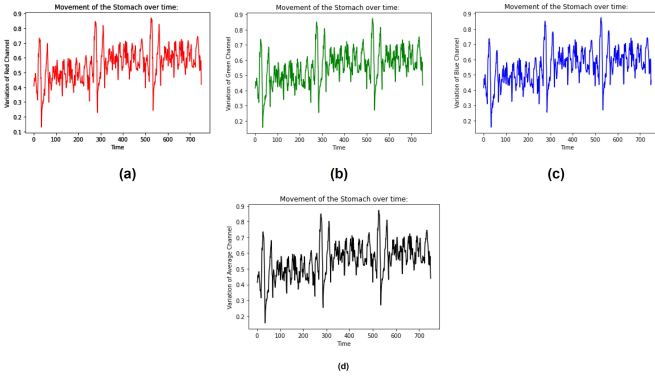 Movement of the Stomach over time:
Variation of Red Channel
0.9
0.8
0.7
0.6
0.5
0.4
0.3
0.2
0.1
0 100 200 300 400 500 600 700
Time
(a)
Movement of the Stomach over time:
Variation of Green Channel
0.9
0.8
0.7
0.6
0.5
0.4
0.3
0.2
0 100 200 300 400 500 600 700
Time
(b)
Movement of the Stomach over time:
Variation of Blue Channel
0.9
0.8
0.7
0.6
0.5
0.4
0.3
0.2
0 100 200 300 400 500 600 700
Time
(c)
Movement of the Stomach over time:
Variation of Average Channel
0.9
0.8
0.7
0.6
0.5
0.4
0.3
0.2
0 100 200 300 400 500 600 700
Time
(d)